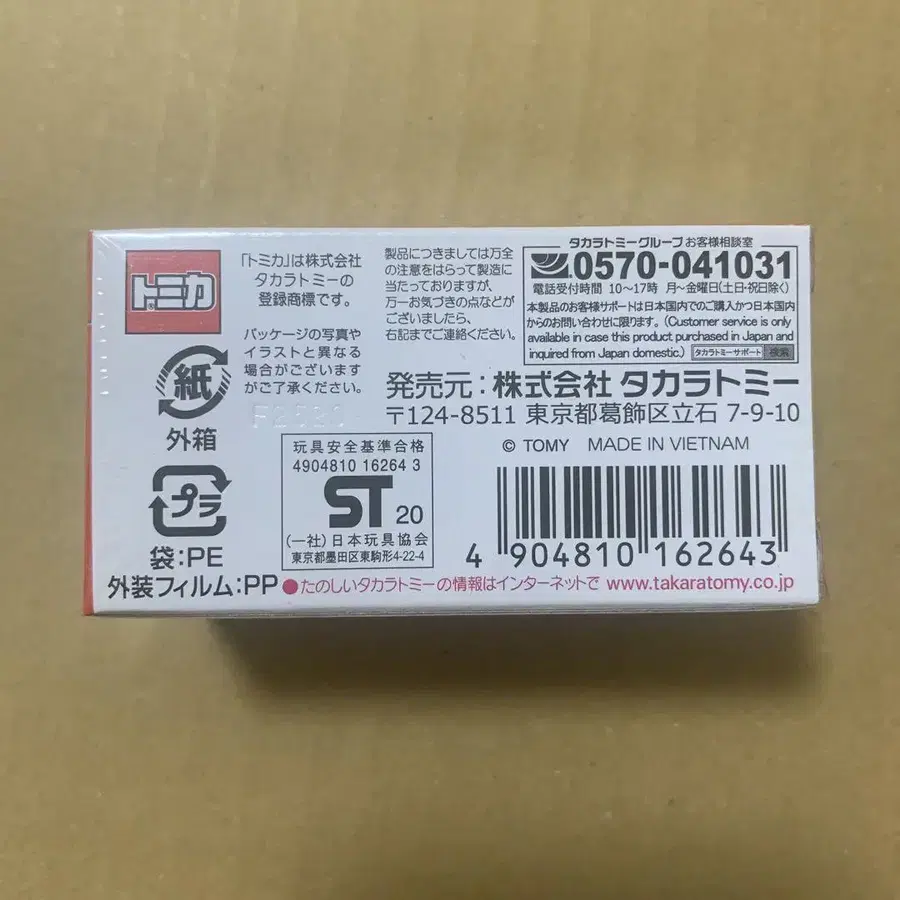 トミカ
「トミカ」は株式会社
タカラトミーの
登録商標です。
パッケージの写真や
イラストと異なる
場合がございます
がご了承ください。
製品につきましては万全
の注意をはらって製造に
当たっておりますが、
万一お気づきの点などが
ございましたら、
右記までご連絡ください。
タカラトミーグループ お客様相談室
0570-041031
電話受付時間 10〜17時 月〜金曜日(土・日・祝日除く)
本製品のお客様サポートは日本国内でのご購入かつ日本国内
からのお問い合わせに限ります。(Customer service is only
available in case this product purchased in Japan and
inquired from Japan domestic.) タカラトミーサポート 検索
発売元:株式会社 タカラトミー
〒124-8511 東京都葛飾区立石 7-9-10
© TOMY MADE IN VIETNAM
紙
外箱
プラ
袋:PE
外装フィルム:PP
玩具安全基準合格
4904810 16264 3
ST 20
(一社)日本玩具協会
東京都墨田区東駒形4-22-4
4 904810 162643
●たのしいタカラトミーの情報はインターネットで www.takaratomy.co.jp